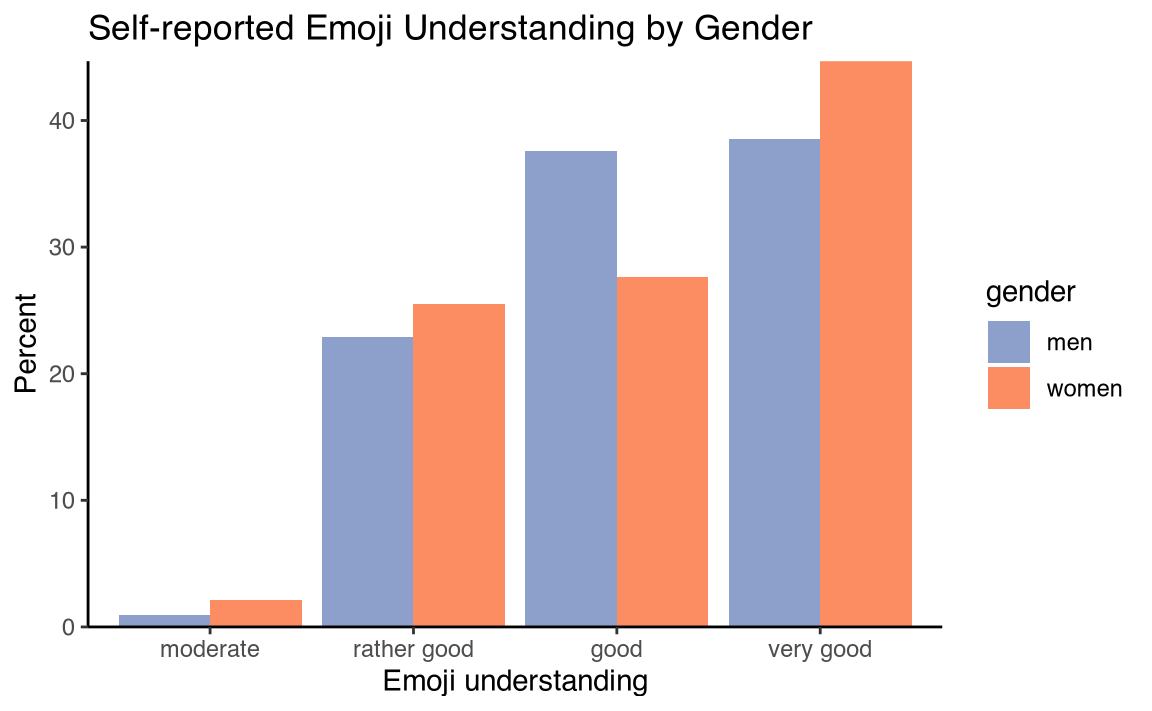 Self-reported Emoji Understanding by Gender
Percent
40
30
20
10
0
moderate
rather good
good
very good
Emoji understanding
gender
men
women